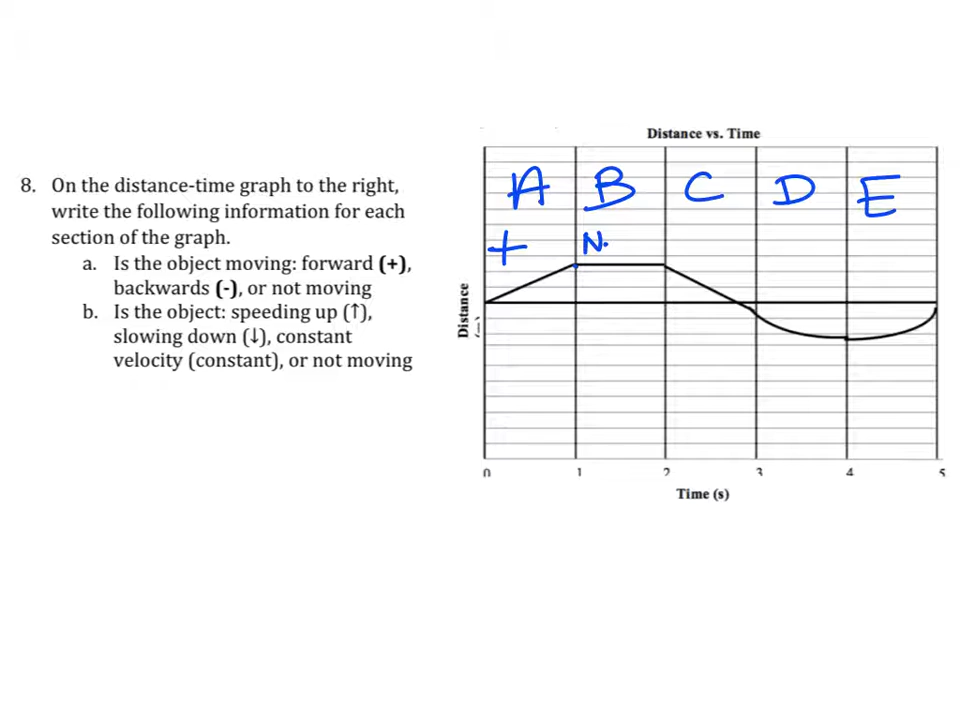 Distance vs. Time
8. On the distance-time graph to the right,
write the following information for each
section of the graph.
a. Is the object moving: forward (+),
backwards (-), or not moving
b. Is the object: speeding up (↑),
slowing down (↓), constant
velocity (constant), or not moving
A B C D E
+ N.
Distance
0 1 2 3 4 5
Time (s)